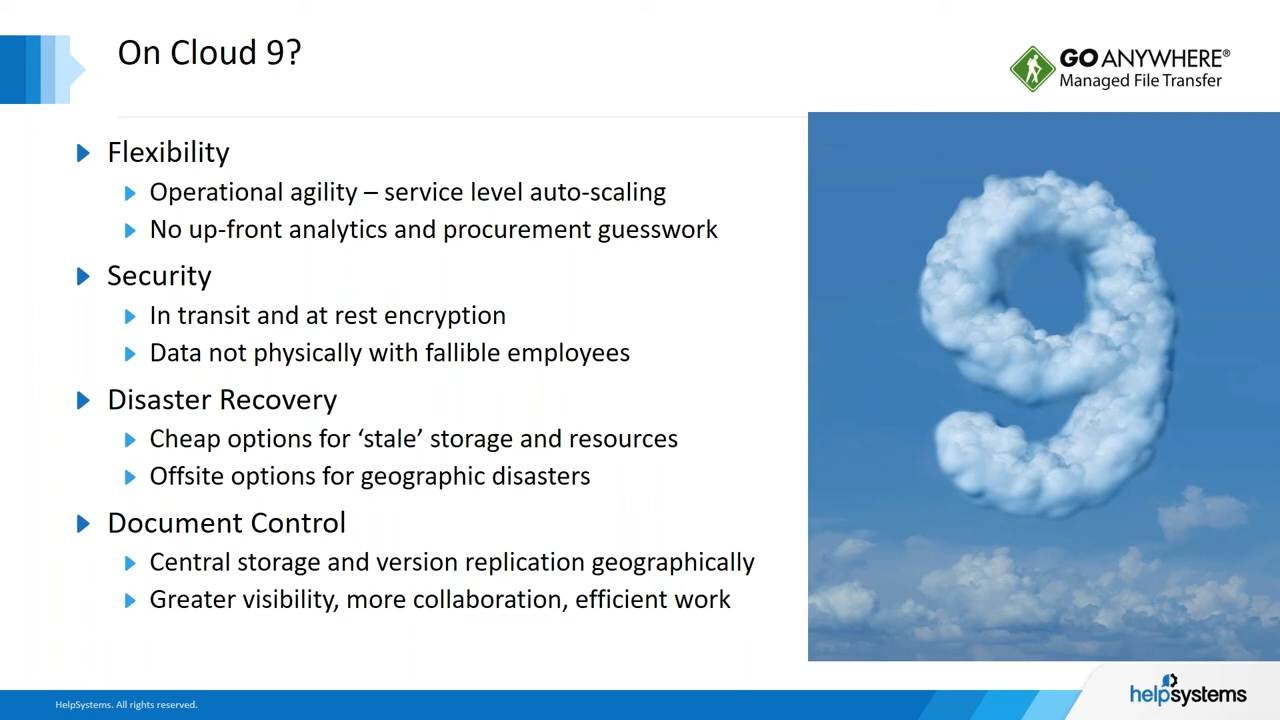 On Cloud 9?
GO ANYWHERE®
Managed File Transfer
Flexibility
Operational agility – service level auto-scaling
No up-front analytics and procurement guesswork
Security
In transit and at rest encryption
Data not physically with fallible employees
Disaster Recovery
Cheap options for ‘stale’ storage and resources
Offsite options for geographic disasters
Document Control
Central storage and version replication geographically
Greater visibility, more collaboration, efficient work
9
HelpSystems. All rights reserved.
helpsystems